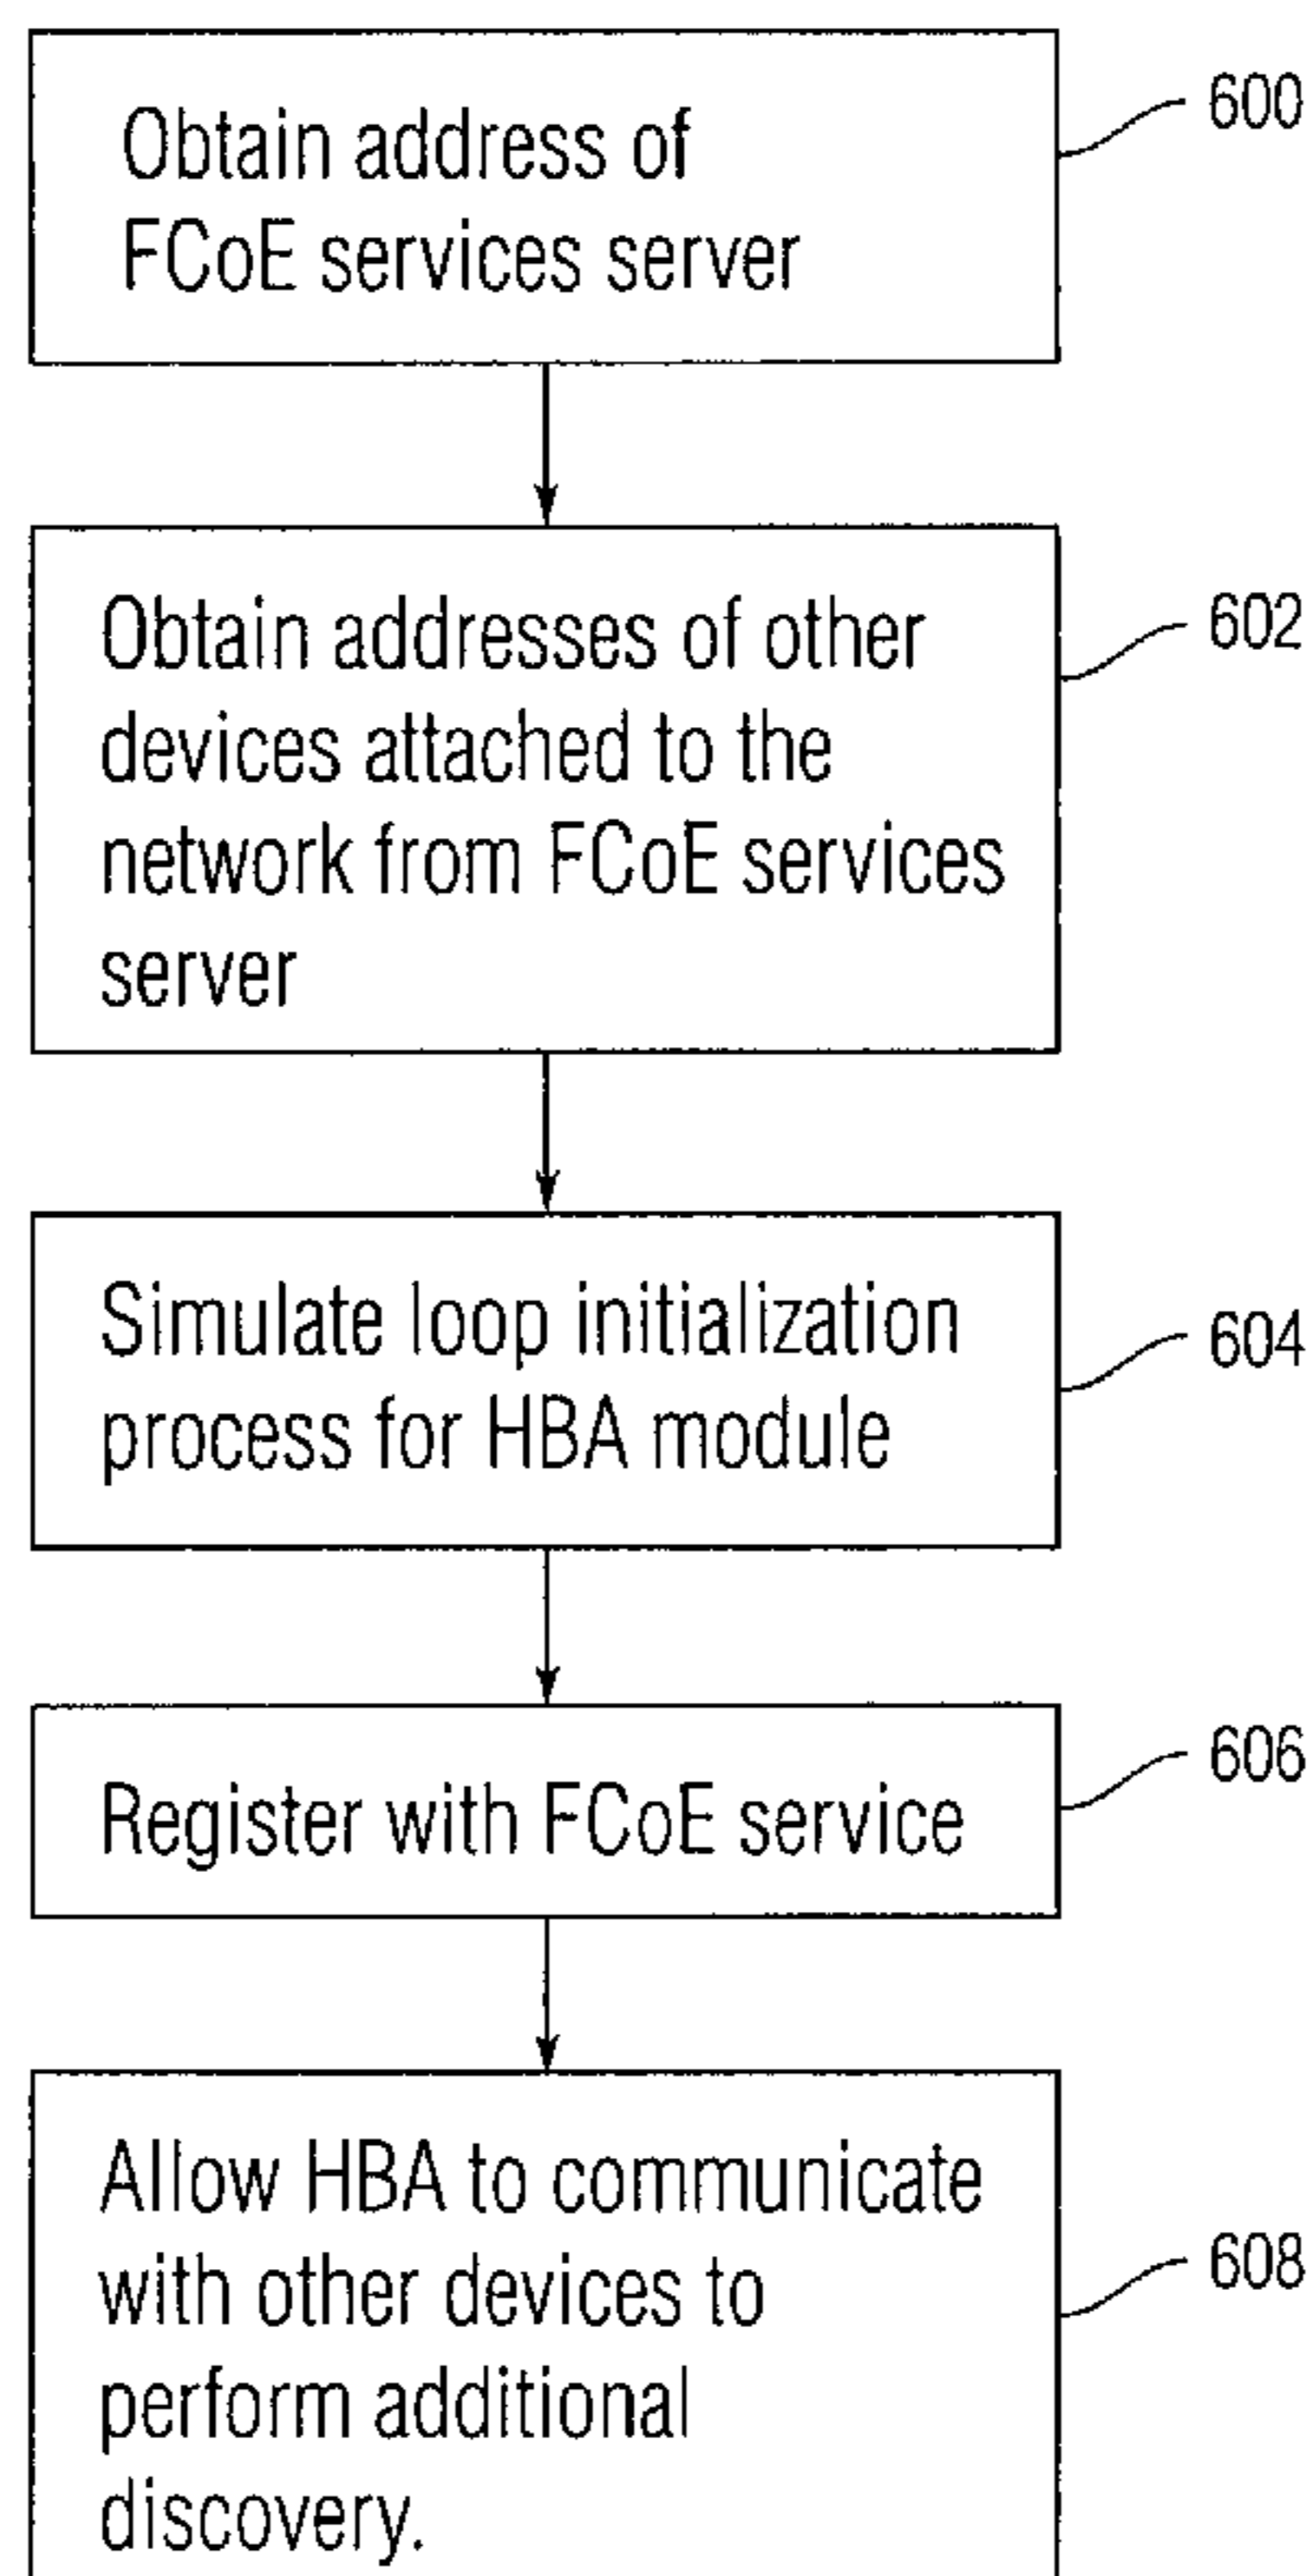 Obtain address of
FCoE services server
600
Obtain addresses of other
devices attached to the
network from FCoE services
server
602
Simulate loop initialization
process for HBA module
604
Register with FCoE service
606
Allow HBA to communicate
with other devices to
perform additional
discovery.
608